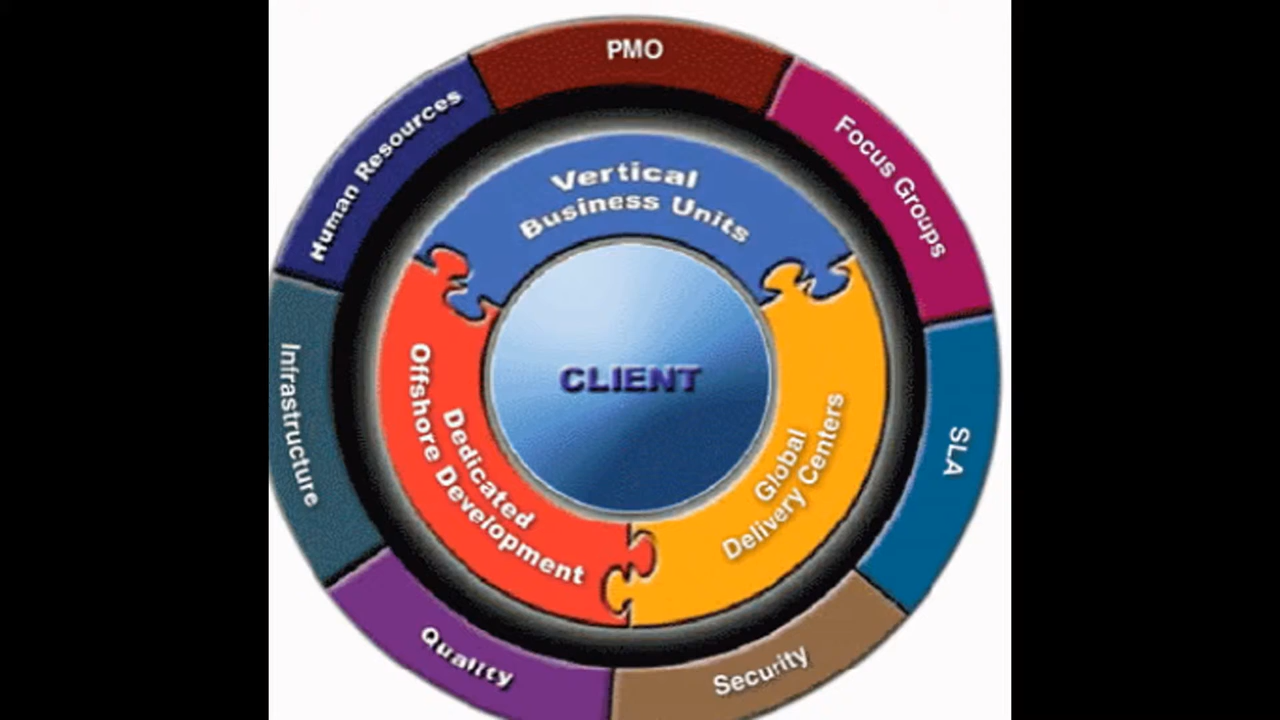 PMO
Focus Groups
SLA
Security
Quality
Infrastructure
Human Resources
Vertical
Business Units
Global
Delivery Centers
Dedicated
Offshore Development
CLIENT